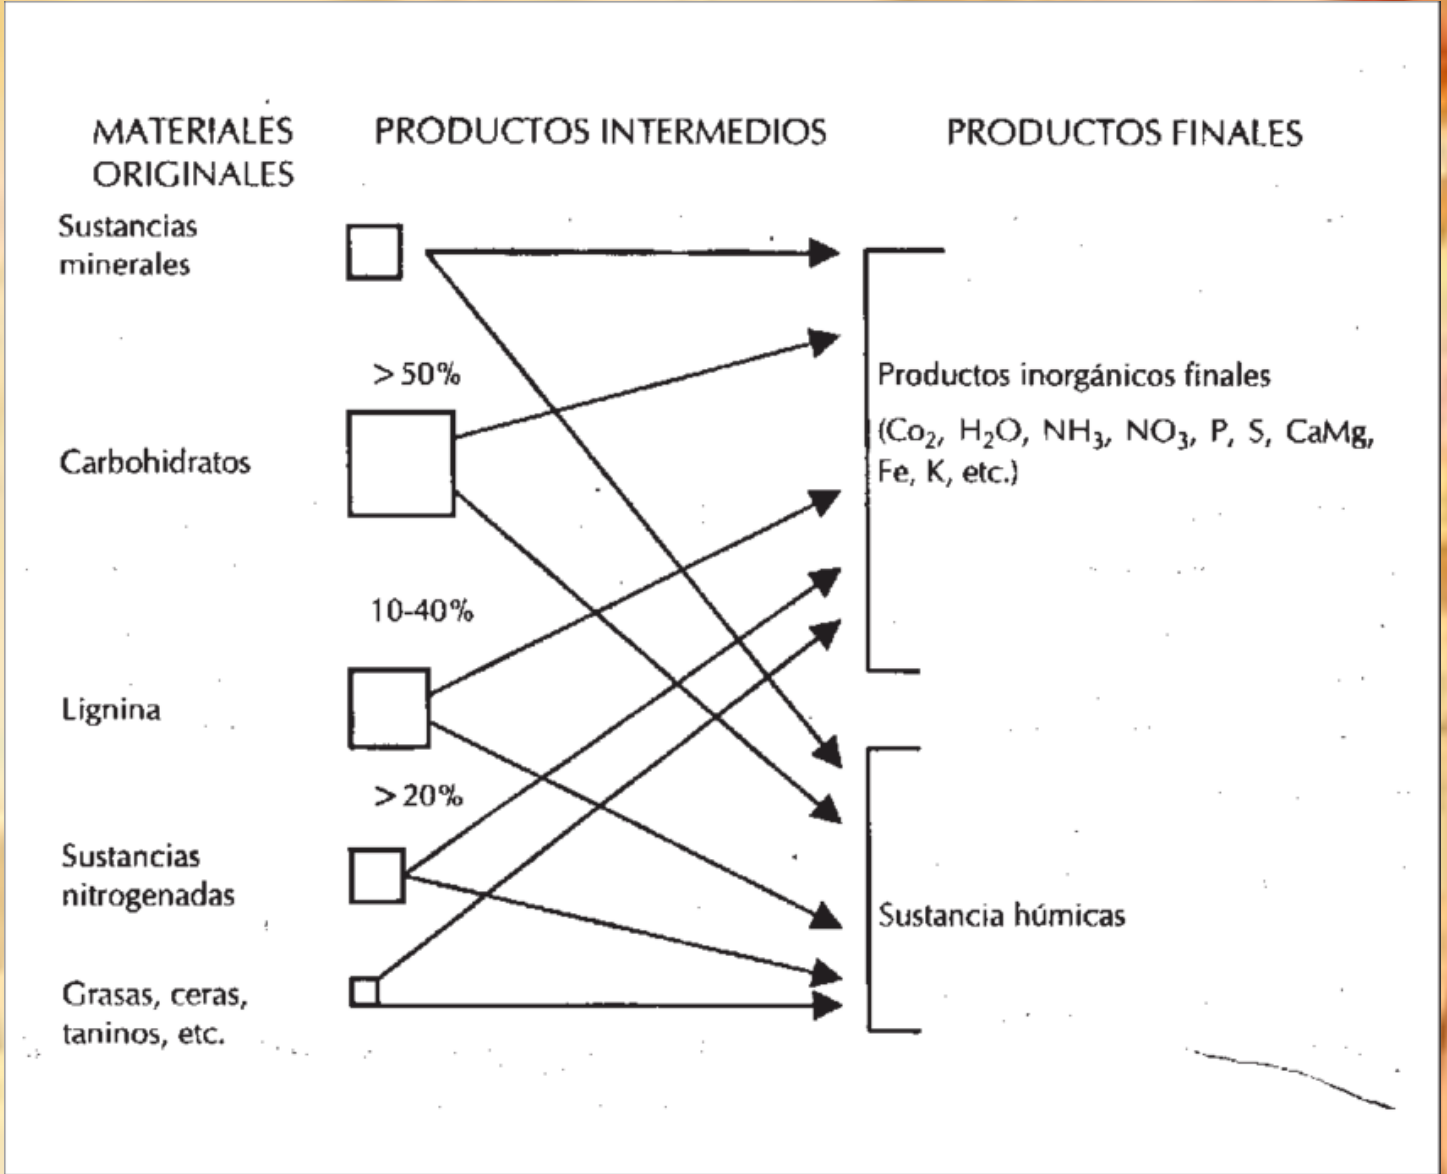 MATERIALES
ORIGINALES
PRODUCTOS INTERMEDIOS
PRODUCTOS FINALES
Sustancias
minerales
> 50%
Carbohidratos
10-40%
Lignina
> 20%
Sustancias
nitrogenadas
Grasas, ceras,
taninos, etc.
Productos inorgánicos finales
(Co₂, H₂O, NH₃, NO₃, P, S, CaMg,
Fe, K, etc.)
Sustancia húmicas